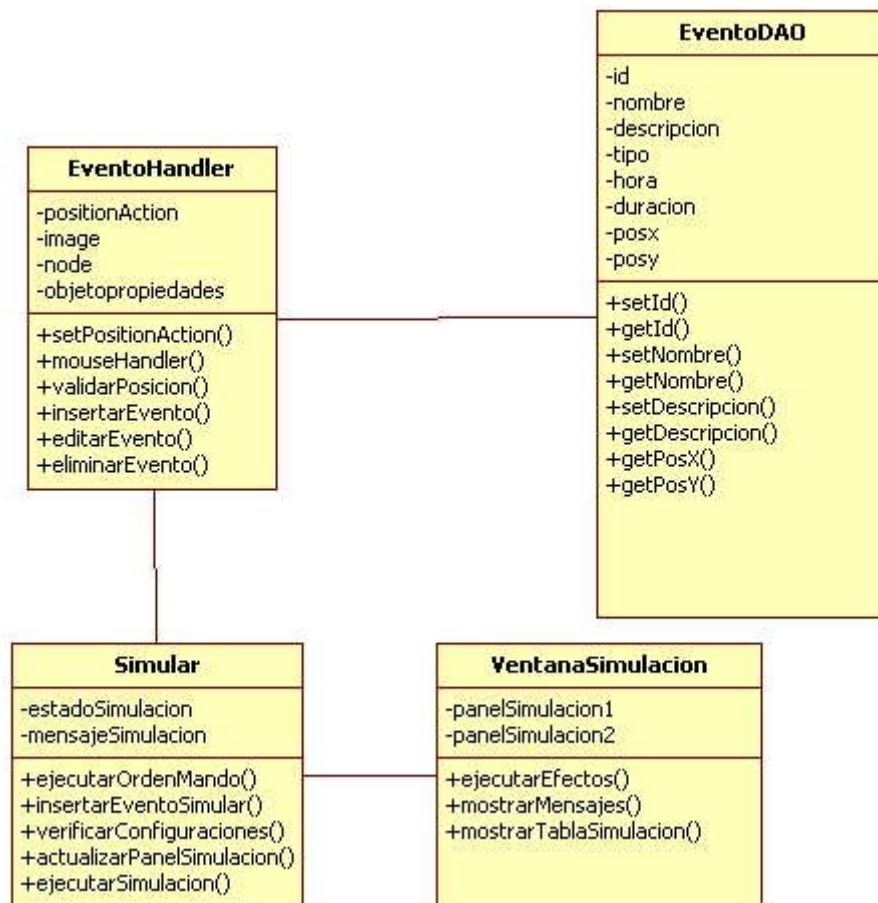 EventoDAO
-id
-nombre
-descripcion
-tipo
-hora
-duracion
-posx
-posy
+setId()
+getId()
+setNombre()
+getNombre()
+setDescripcion()
+getDescripcion()
+getPosX()
+getPosY()
EventoHandler
-positionAction
-image
-node
-objetopropiedades
+setPositionAction()
+mouseHandler()
+validarPosicion()
+insertarEvento()
+editarEvento()
+eliminarEvento()
Simular
-estadoSimulacion
-mensajeSimulacion
+ejecutarOrdenMando()
+insertarEventoSimular()
+verificarConfiguraciones()
+actualizarPanelSimulacion()
+ejecutarSimulacion()
VentanaSimulacion
-panelSimulacion1
-panelSimulacion2
+ejecutarEfectos()
+mostrarMensajes()
+mostrarTablaSimulacion()